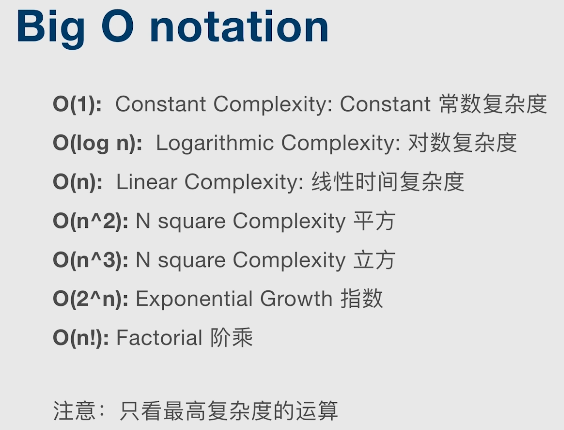 Big O notation
O(1): Constant Complexity: Constant 常数复杂度
O(log n): Logarithmic Complexity: 对数复杂度
O(n): Linear Complexity: 线性时间复杂度
O(n^2): N square Complexity 平方
O(n^3): N square Complexity 立方
O(2^n): Exponential Growth 指数
O(n!): Factorial 阶乘
注意：只看最高复杂度的运算